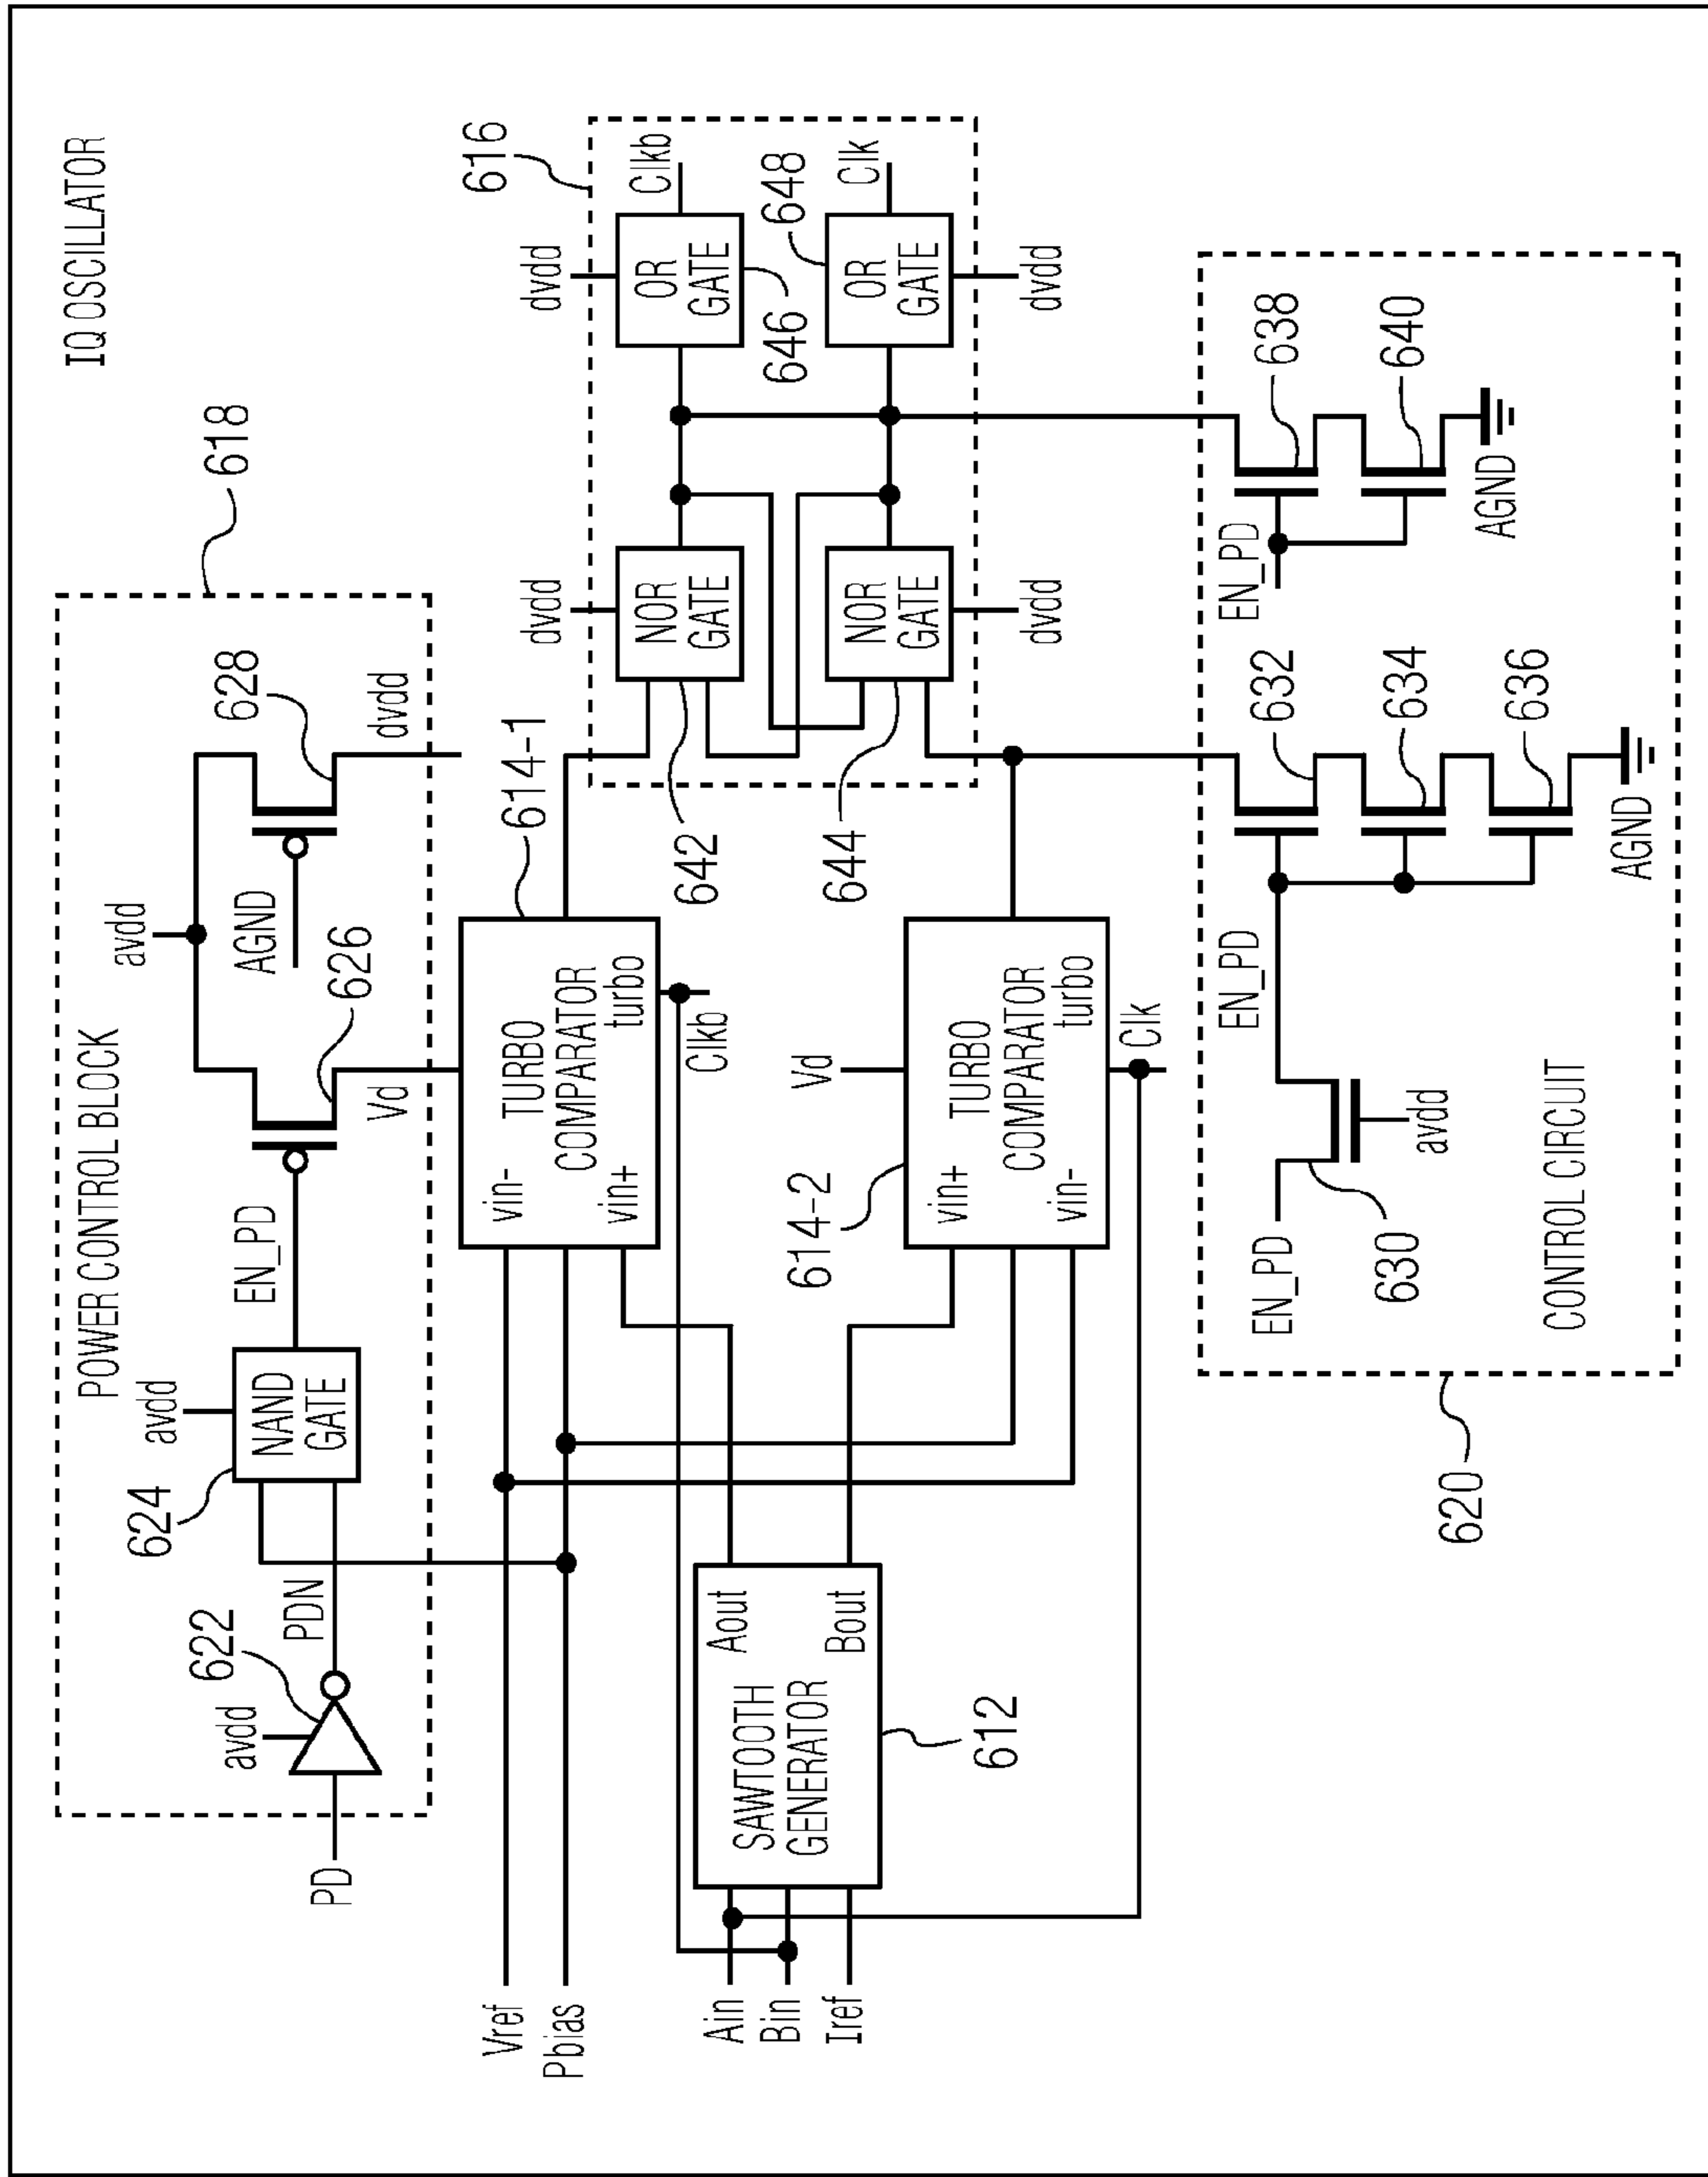 IQ OSCILLATOR
POWER CONTROL BLOCK
618
PD
avdd
622
PDN
624
avdd
NAND
GATE
EN_PD
avdd
626
Vd
AGND
628
dvdd
Vref
Pbias
Ain
Bin
Iref
SAWTOOTH
GENERATOR
Aout
Bout
612
614-1
vin-
vin+
TURBO
COMPARATOR
turbo
Clkb
614-2
Vd
vin+
vin-
TURBO
COMPARATOR
turbo
Clk
616
dvdd
NOR
GATE
642
dvdd
OR
GATE
646
Clkb
644
NOR
GATE
dvdd
648
OR
GATE
dvdd
Clk
620
CONTROL CIRCUIT
EN_PD
630
avdd
EN_PD
632
634
636
AGND
EN_PD
638
640
AGND